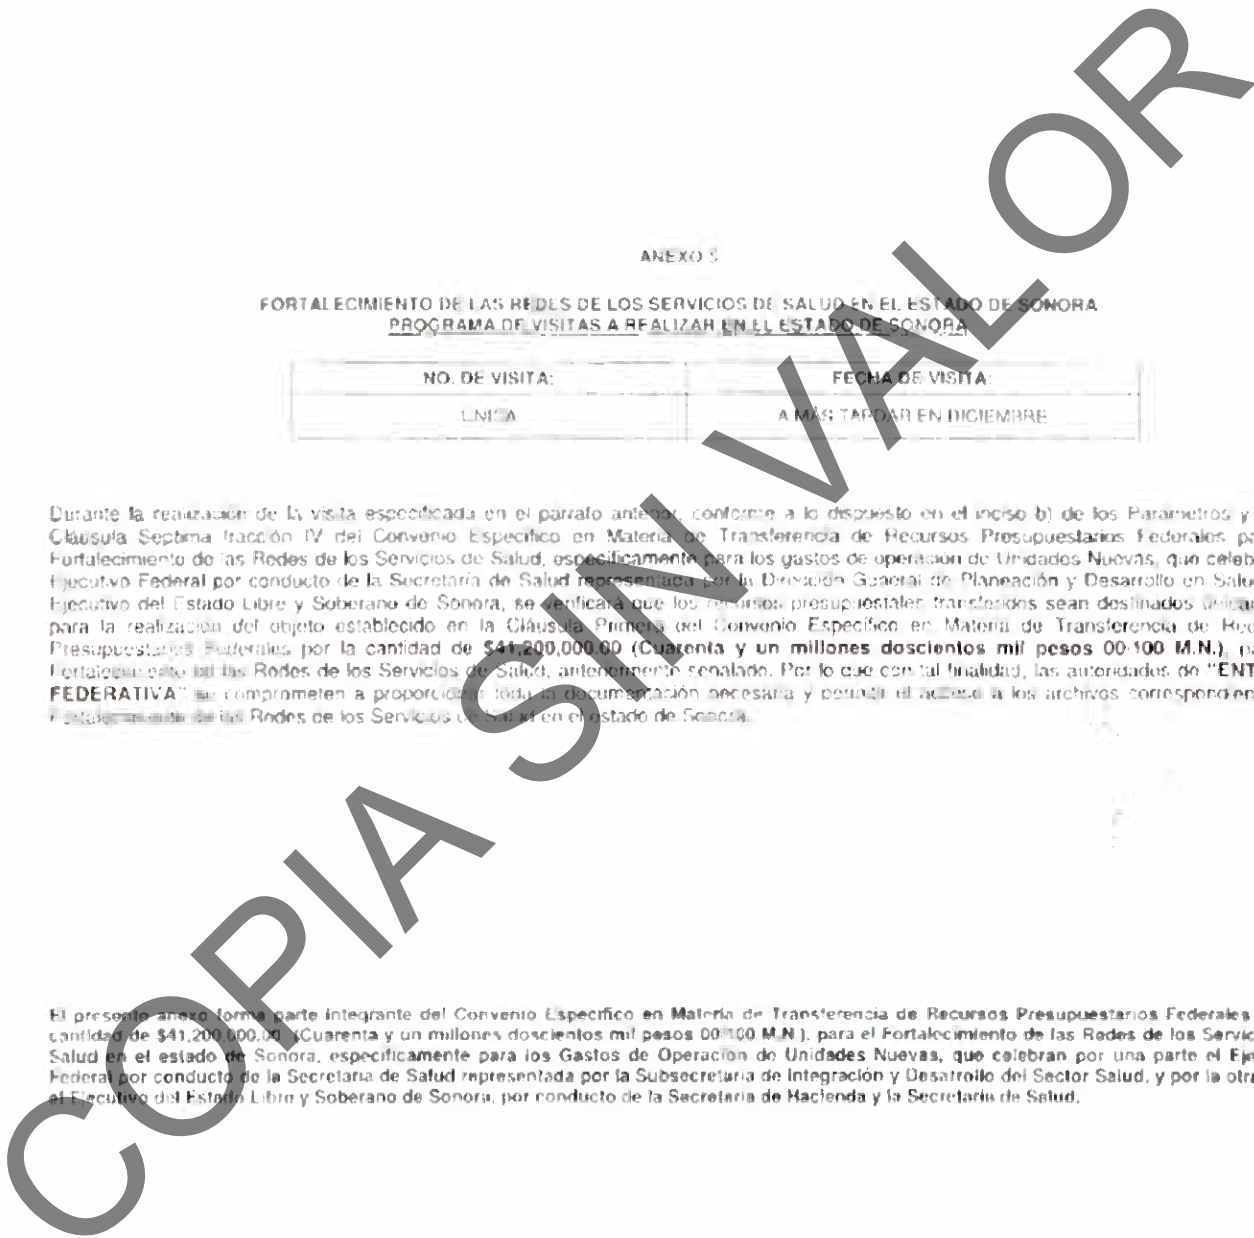 ANEXO 5
FORTALECIMIENTO DE LAS REDES DE LOS SERVICIOS DE SALUD EN EL ESTADO DE SONORA
PROGRAMA DE VISITAS A REALIZAR EN EL ESTADO DE SONORA
NO. DE VISITA: FECHA DE VISITA:
UNICA A MÁS TARDAR EN DICIEMBRE
Durante la realización de la visita especificada en el párrafo anterior, conforme a lo dispuesto en el inciso b) de los Parámetros y
Cláusula Séptima fracción IV del Convenio Específico en Materia de Transferencia de Recursos Presupuestarios Federales pa
Fortalecimiento de las Redes de los Servicios de Salud, específicamente para los gastos de operación de Unidades Nuevas, que celeb
Ejecutivo Federal por conducto de la Secretaría de Salud representada por la Dirección General de Planeación y Desarrollo en Salu
Ejecutivo del Estado Libre y Soberano de Sonora, se verificará que los recursos presupuestales transferidos sean destinados
para la realización del objeto establecido en la Cláusula Primera del Convenio Específico en Materia de Transferencia de Rec
Presupuestarios Federales por la cantidad de $41,200,000.00 (Cuarenta y un millones doscientos mil pesos 00/100 M.N.), pa
Fortalecimiento de las Redes de los Servicios de Salud, anteriormente señalado. Por lo que con tal finalidad, las autoridades de "ENT
FEDERATIVA" se comprometen a proporcionar toda la documentación necesaria y permitir el acceso a los archivos correspondien
Fortalecimiento de las Redes de los Servicios de Salud en el estado de Sonora.
El presente anexo forma parte integrante del Convenio Específico en Materia de Transferencia de Recursos Presupuestarios Federales
cantidad de $41,200,000.00 (Cuarenta y un millones doscientos mil pesos 00/100 M.N.), para el Fortalecimiento de las Redes de los Servic
Salud en el estado de Sonora, específicamente para los Gastos de Operación de Unidades Nuevas, que celebran por una parte el Eje
Federal por conducto de la Secretaría de Salud representada por la Subsecretaría de Integración y Desarrollo del Sector Salud, y por la otra
el Ejecutivo del Estado Libre y Soberano de Sonora, por conducto de la Secretaría de Hacienda y la Secretaría de Salud.
COPIA SIN VALOR